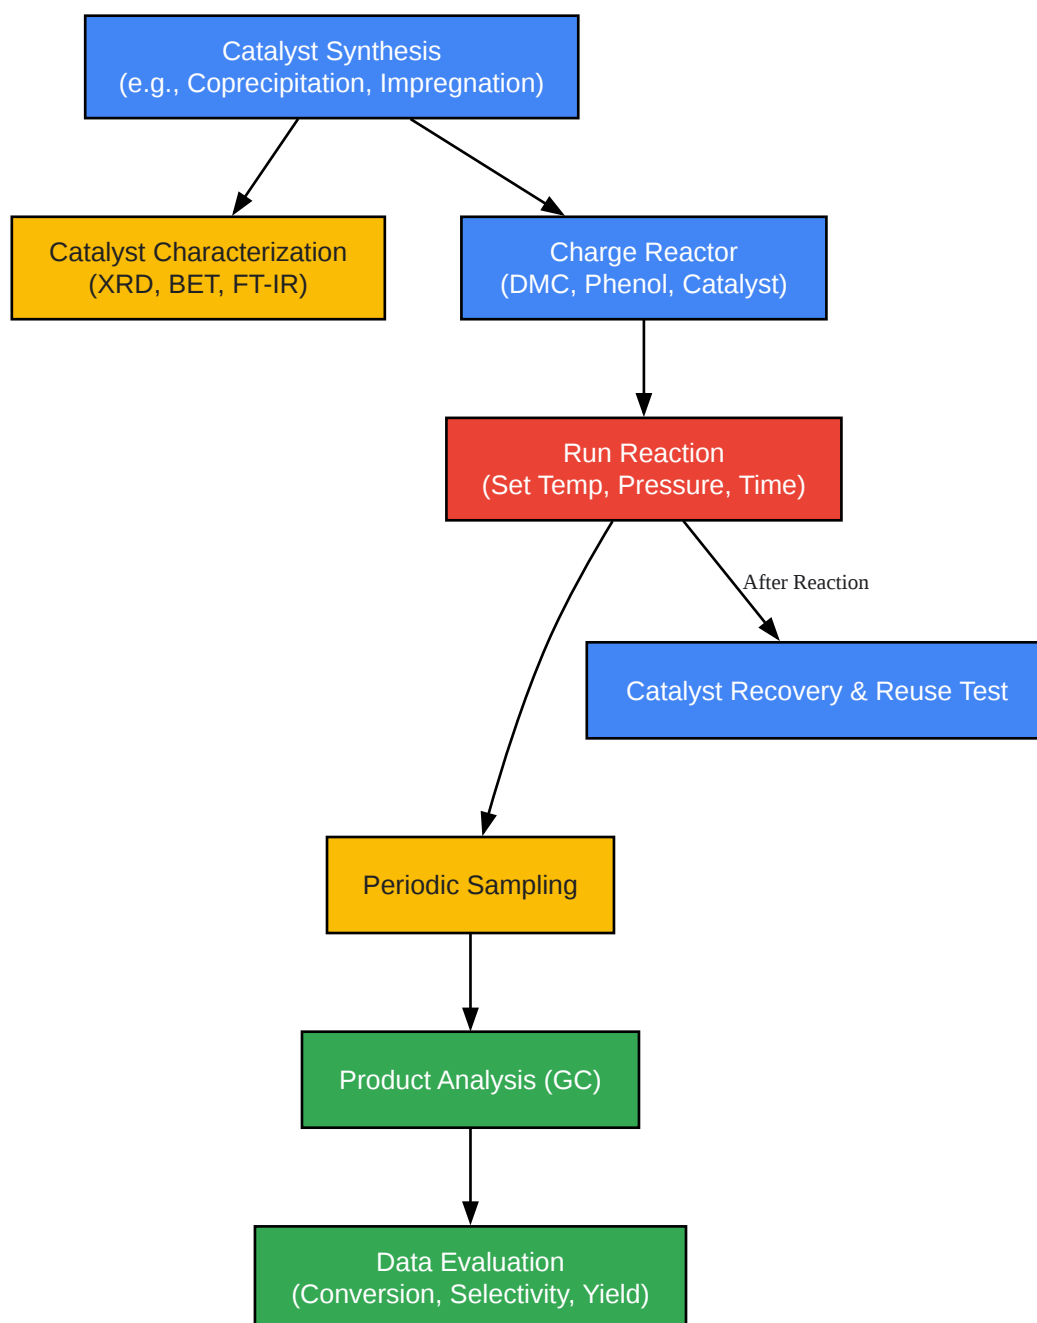 Catalyst Synthesis
(e.g., Coprecipitation, Impregnation)
Catalyst Characterization
(XRD, BET, FT-IR)
Charge Reactor
(DMC, Phenol, Catalyst)
Run Reaction
(Set Temp, Pressure, Time)
After Reaction
Catalyst Recovery & Reuse Test
Periodic Sampling
Product Analysis (GC)
Data Evaluation
(Conversion, Selectivity, Yield)